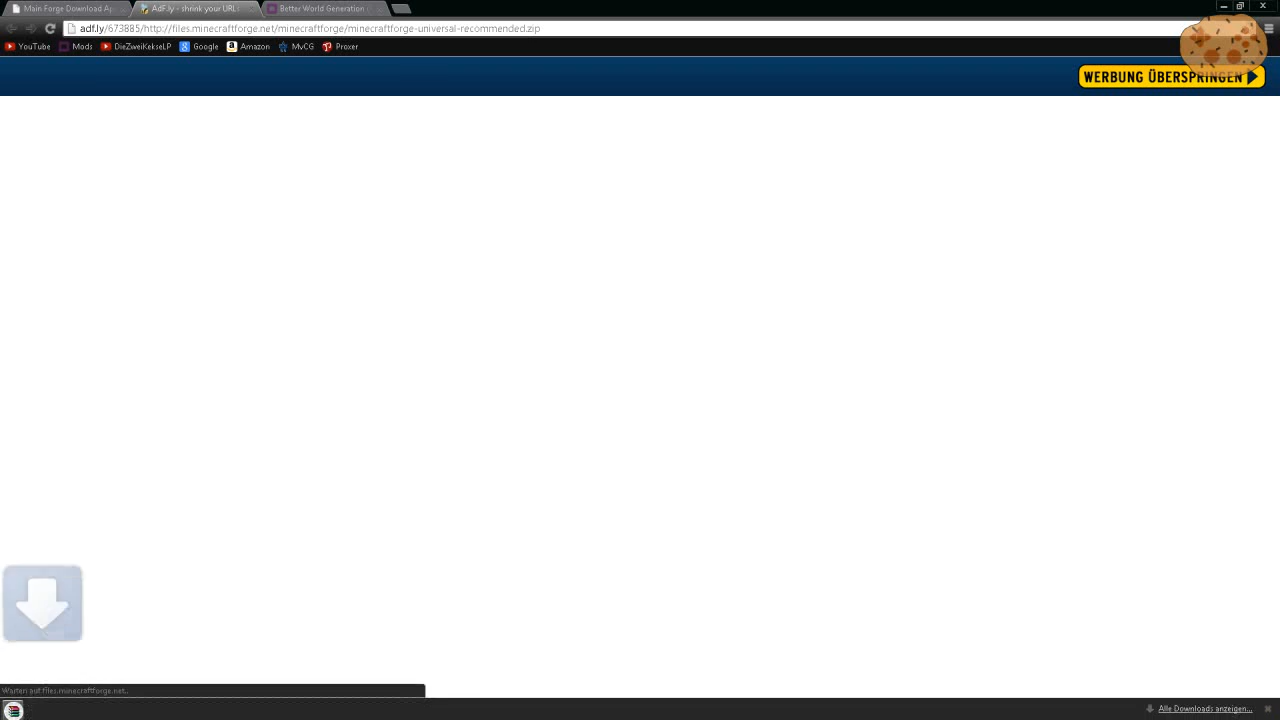 Main Forge Download Ap
AdF.ly - shrink your URLs
Better World Generation
adf.ly/673885/http://files.minecraftforge.net/minecraftforge/minecraftforge-universal-recommended.zip
YouTube Mods DieZweiKekseLP Google Amazon MvCG Proxer
WERBUNG ÜBERSPRINGEN
Warten auf files.minecraftforge.net...
Alle Downloads anzeigen...